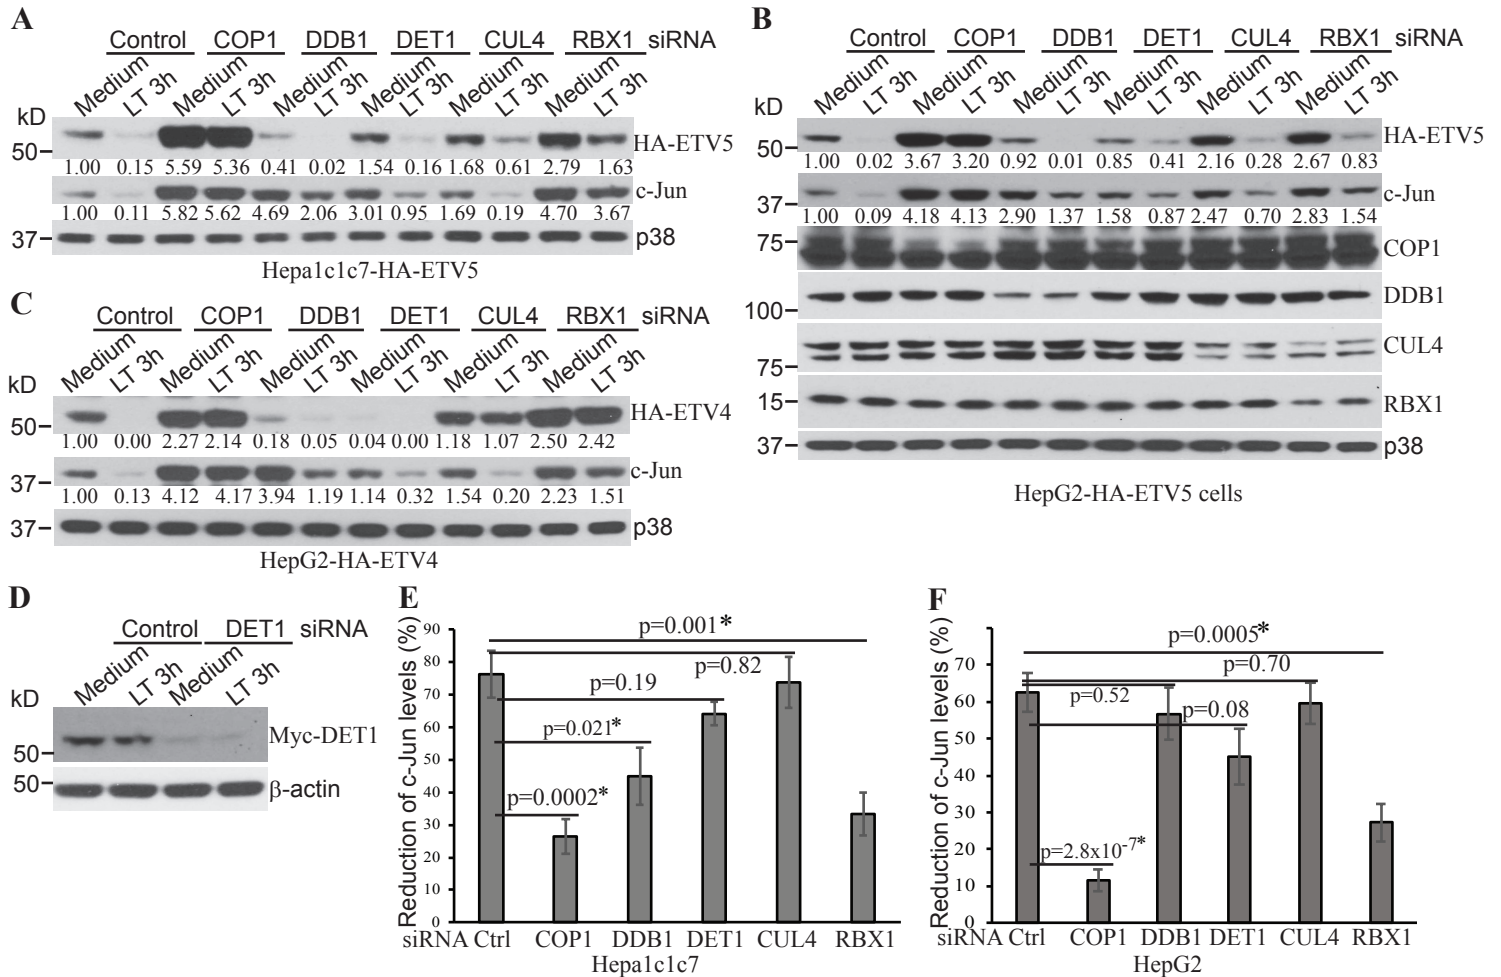 A
Control COP1 DDB1 DET1 CUL4 RBX1 siRNA
Medium LT 3h Medium LT 3h Medium LT 3h Medium LT 3h Medium LT 3h Medium LT 3h
kD
50 HA-ETV5
1.00 0.15 5.59 5.36 0.41 0.02 1.54 0.16 1.68 0.61 2.79 1.63
c-Jun
1.00 0.11 5.82 5.62 4.69 2.06 3.01 0.95 1.69 0.19 4.70 3.67
37 p38
Hepa1c1c7-HA-ETV5
B
Control COP1 DDB1 DET1 CUL4 RBX1 siRNA
Medium LT 3h Medium LT 3h Medium LT 3h Medium LT 3h Medium LT 3h Medium LT 3h
kD
50 HA-ETV5
1.00 0.02 3.67 3.20 0.92 0.01 0.85 0.41 2.16 0.28 2.67 0.83
37 c-Jun
1.00 0.09 4.18 4.13 2.90 1.37 1.58 0.87 2.47 0.70 2.83 1.54
75 COP1
100 DDB1
75 CUL4
15 RBX1
37 p38
HepG2-HA-ETV5 cells
C
Control COP1 DDB1 DET1 CUL4 RBX1 siRNA
Medium LT 3h Medium LT 3h Medium LT 3h Medium LT 3h Medium LT 3h Medium LT 3h
kD
50 HA-ETV4
1.00 0.00 2.27 2.14 0.18 0.05 0.04 0.00 1.18 1.07 2.50 2.42
37 c-Jun
1.00 0.13 4.12 4.17 3.94 1.19 1.14 0.32 1.54 0.20 2.23 1.51
37 p38
HepG2-HA-ETV4
D
Control DET1 siRNA
Medium LT 3h Medium LT 3h
kD
50 Myc-DET1
50 β-actin
E
Reduction of c-Jun levels (%)
90
80
70
60
50
40
30
20
10
0
p=0.001*
p=0.82
p=0.19
p=0.021*
p=0.0002*
siRNA Ctrl COP1 DDB1 DET1 CUL4 RBX1
Hepa1c1c7
F
Reduction of c-Jun levels (%)
70
60
50
40
30
20
10
0
p=0.0005*
p=0.70
p=0.52
p=0.08
p=2.8x10-7*
siRNA Ctrl COP1 DDB1 DET1 CUL4 RBX1
HepG2